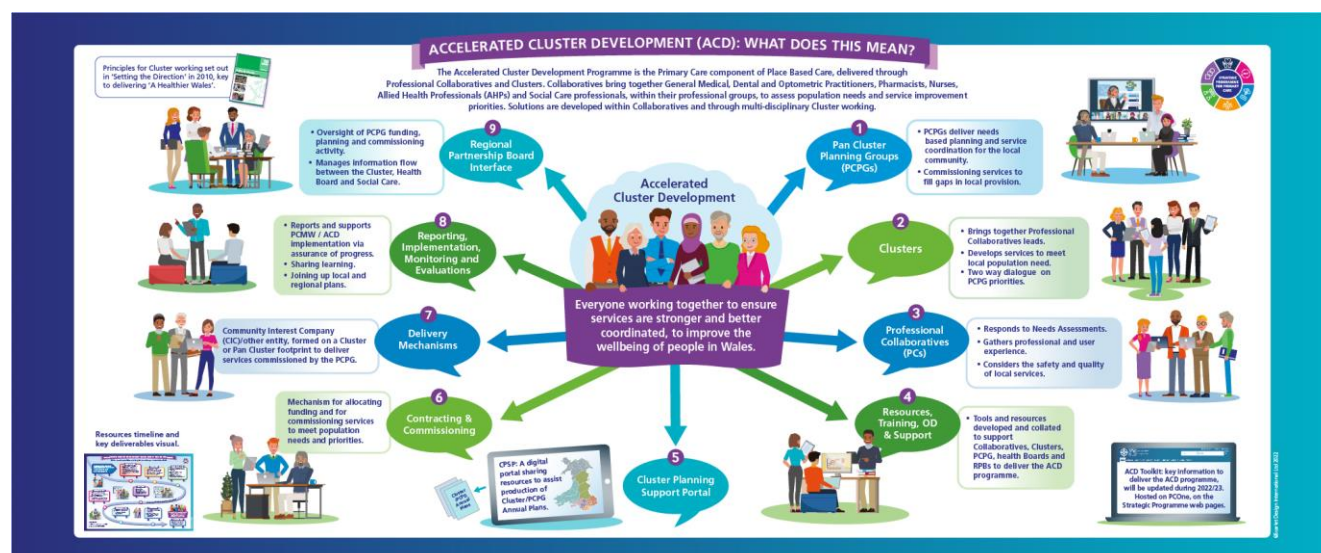 ACCELERATED CLUSTER DEVELOPMENT (ACD): WHAT DOES THIS MEAN?
The Accelerated Cluster Development Programme is the Primary Care component of Place Based Care, delivered through
Professional Collaboratives and Clusters. Collaboratives bring together General Medical, Dental and Optometric Practitioners, Pharmacists, Nurses,
Allied Health Professionals (AHPs) and Social Care professionals, within their professional groups, to assess population needs and service improvement
priorities. Solutions are developed within Collaboratives and through multi-disciplinary Cluster working.
Principles for Cluster working set out
in 'Setting the Direction' in 2010, key
to delivering 'A Healthier Wales'.
STRATEGIC
PROGRAMME
FOR PRIMARY
CARE
Accelerated
Cluster Development
Everyone working together to ensure
services are stronger and better
coordinated, to improve the
wellbeing of people in Wales.
1
Pan Cluster
Planning Groups
(PCPGs)
• PCPGs deliver needs
based planning and service
coordination for the local
community.
• Commissioning services to
fill gaps in local provision.
2
Clusters
• Brings together Professional
Collaboratives leads.
• Develops services to meet
local population need.
• Two way dialogue on
PCPG priorities.
3
Professional
Collaboratives
(PCs)
• Responds to Needs Assessments.
• Gathers professional and user
experience.
• Considers the safety and quality
of local services.
4
Resources,
Training, OD
& Support
• Tools and resources
developed and collated
to support
Collaboratives, Clusters,
PCPG, health Boards and
RPBs to deliver the ACD
programme.
5
Cluster Planning
Support Portal
CPSP: A digital
portal sharing
resources to assist
production of
Cluster/PCPG
Annual Plans.
Cluster
PCPG
Annual
Plan
6
Contracting &
Commissioning
Mechanism for allocating
funding and for
commissioning services
to meet population
needs and priorities.
7
Delivery
Mechanisms
Community Interest Company
(CIC)/other entity, formed on a Cluster
or Pan Cluster footprint to deliver
services commissioned by the PCPG.
8
Reporting,
Implementation,
Monitoring and
Evaluations
• Reports and supports
PCMW / ACD
implementation via
assurance of progress.
• Sharing learning.
• Joining up local and
regional plans.
9
Regional
Partnership Board
Interface
• Oversight of PCPG funding,
planning and commissioning
activity.
• Manages information flow
between the Cluster, Health
Board and Social Care.
Resources timeline and
key deliverables visual.
ACD Toolkit: key information to
deliver the ACD programme,
will be updated during 2022/23.
Hosted on PCOne, on the
Strategic Programme web pages.